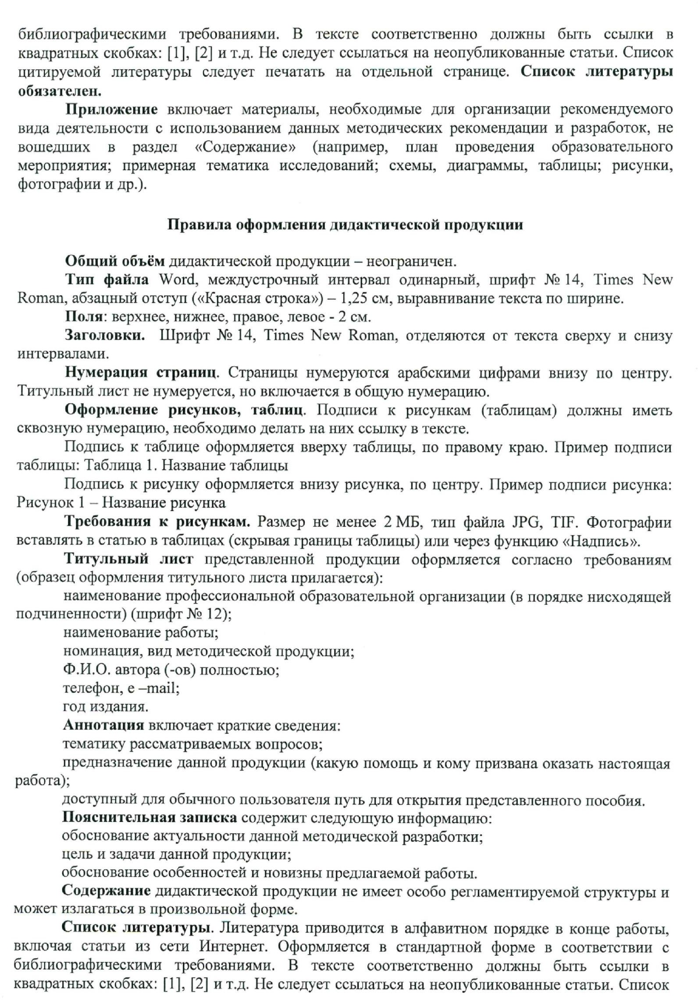 библиографическими требованиями. В тексте соответственно должны быть ссылки в
квадратных скобках: [1], [2] и т.д. Не следует ссылаться на неопубликованные статьи. Список
цитируемой литературы следует печатать на отдельной странице. Список литературы
обязателен.
Приложение включает материалы, необходимые для организации рекомендуемого
вида деятельности с использованием данных методических рекомендации и разработок, не
вошедших в раздел «Содержание» (например, план проведения образовательного
мероприятия; примерная тематика исследований; схемы, диаграммы, таблицы; рисунки,
фотографии и др.).
Правила оформления дидактической продукции
Общий объём дидактической продукции – неограничен.
Тип файла Word, междустрочный интервал одинарный, шрифт № 14, Times New
Roman, абзацный отступ («Красная строка») – 1,25 см, выравнивание текста по ширине.
Поля: верхнее, нижнее, правое, левое - 2 см.
Заголовки. Шрифт № 14, Times New Roman, отделяются от текста сверху и снизу
интервалами.
Нумерация страниц. Страницы нумеруются арабскими цифрами внизу по центру.
Титульный лист не нумеруется, но включается в общую нумерацию.
Оформление рисунков, таблиц. Подписи к рисункам (таблицам) должны иметь
сквозную нумерацию, необходимо делать на них ссылку в тексте.
Подпись к таблице оформляется вверху таблицы, по правому краю. Пример подписи
таблицы: Таблица 1. Название таблицы
Подпись к рисунку оформляется внизу рисунка, по центру. Пример подписи рисунка:
Рисунок 1 – Название рисунка
Требования к рисункам. Размер не менее 2 МБ, тип файла JPG, TIF. Фотографии
вставлять в статью в таблицах (скрывая границы таблицы) или через функцию «Надпись».
Титульный лист представленной продукции оформляется согласно требованиям
(образец оформления титульного листа прилагается):
наименование профессиональной образовательной организации (в порядке нисходящей
подчиненности) (шрифт № 12);
наименование работы;
номинация, вид методической продукции;
Ф.И.О. автора (-ов) полностью;
телефон, е –mail;
год издания.
Аннотация включает краткие сведения:
тематику рассматриваемых вопросов;
предназначение данной продукции (какую помощь и кому призвана оказать настоящая
работа);
доступный для обычного пользователя путь для открытия представленного пособия.
Пояснительная записка содержит следующую информацию:
обоснование актуальности данной методической разработки;
цель и задачи данной продукции;
обоснование особенностей и новизны предлагаемой работы.
Содержание дидактической продукции не имеет особо регламентируемой структуры и
может излагаться в произвольной форме.
Список литературы. Литература приводится в алфавитном порядке в конце работы,
включая статьи из сети Интернет. Оформляется в стандартной форме в соответствии с
библиографическими требованиями. В тексте соответственно должны быть ссылки в
квадратных скобках: [1], [2] и т.д. Не следует ссылаться на неопубликованные статьи. Список